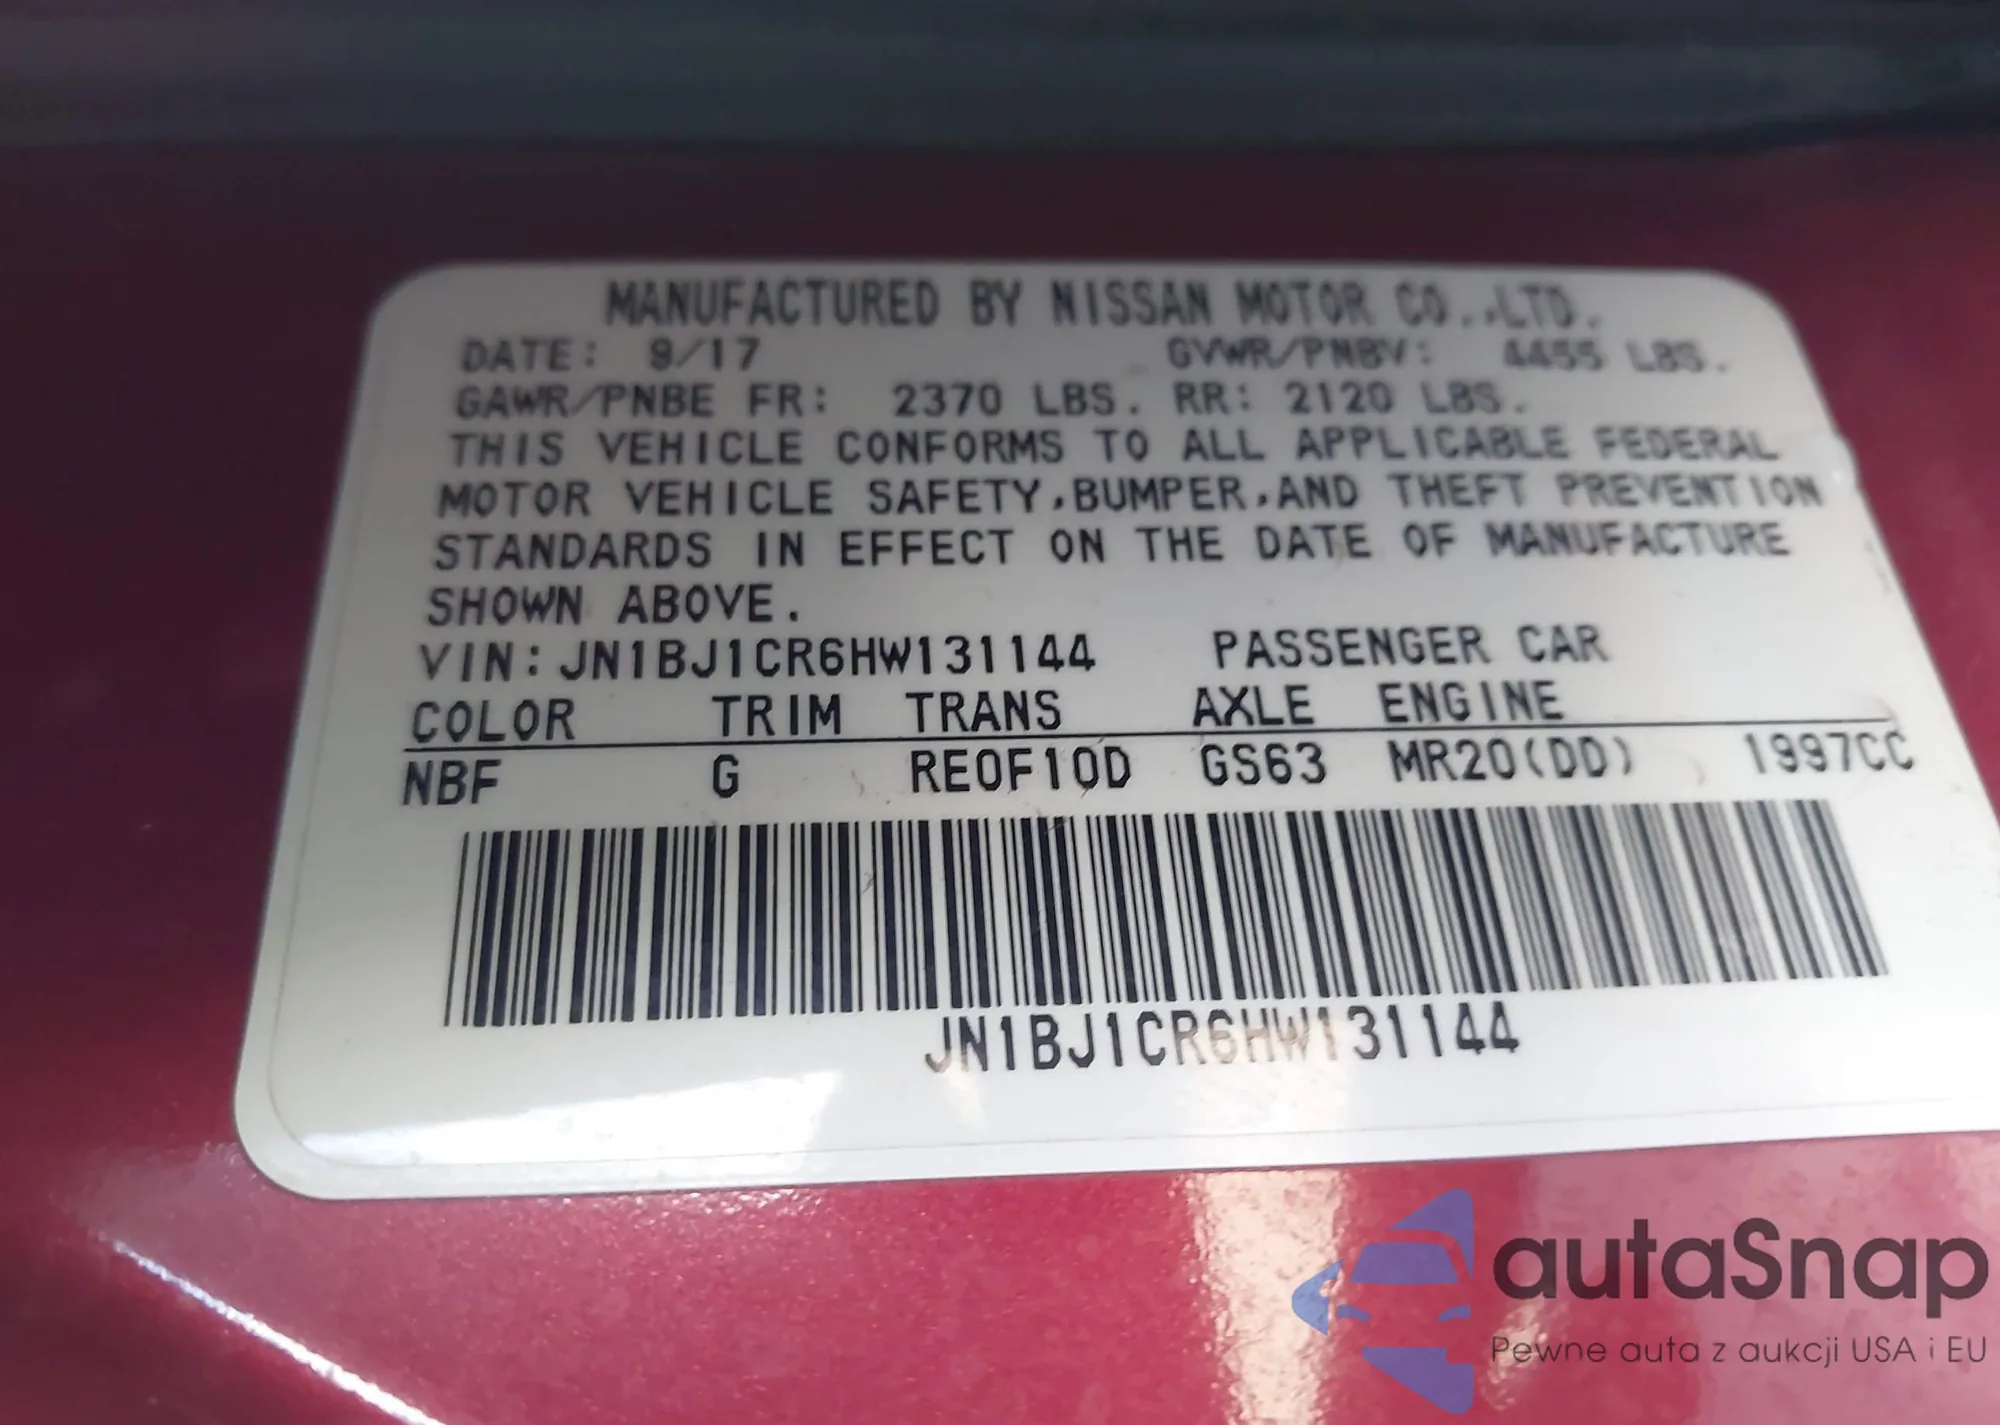 MANUFACTURED BY NISSAN MOTOR CO.,LTD.
DATE: 9/17 GVWR/PNBV: 4455 LBS.
GAWR/PNBE FR: 2370 LBS. RR: 2120 LBS.
THIS VEHICLE CONFORMS TO ALL APPLICABLE FEDERAL
MOTOR VEHICLE SAFETY,BUMPER,AND THEFT PREVENTION
STANDARDS IN EFFECT ON THE DATE OF MANUFACTURE
SHOWN ABOVE.
VIN:JN1BJ1CR6HW131144 PASSENGER CAR
COLOR TRIM TRANS AXLE ENGINE
NBF G RE0F10D GS63 MR20(DD) 1997CC
JN1BJ1CR6HW131144
autaSnap
Pewne auta z aukcji USA i EU